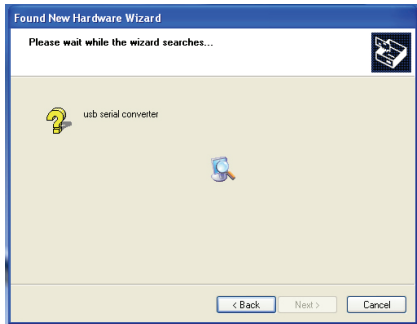 Found New Hardware Wizard
Please wait while the wizard searches...
usb serial converter
< Back Next > Cancel